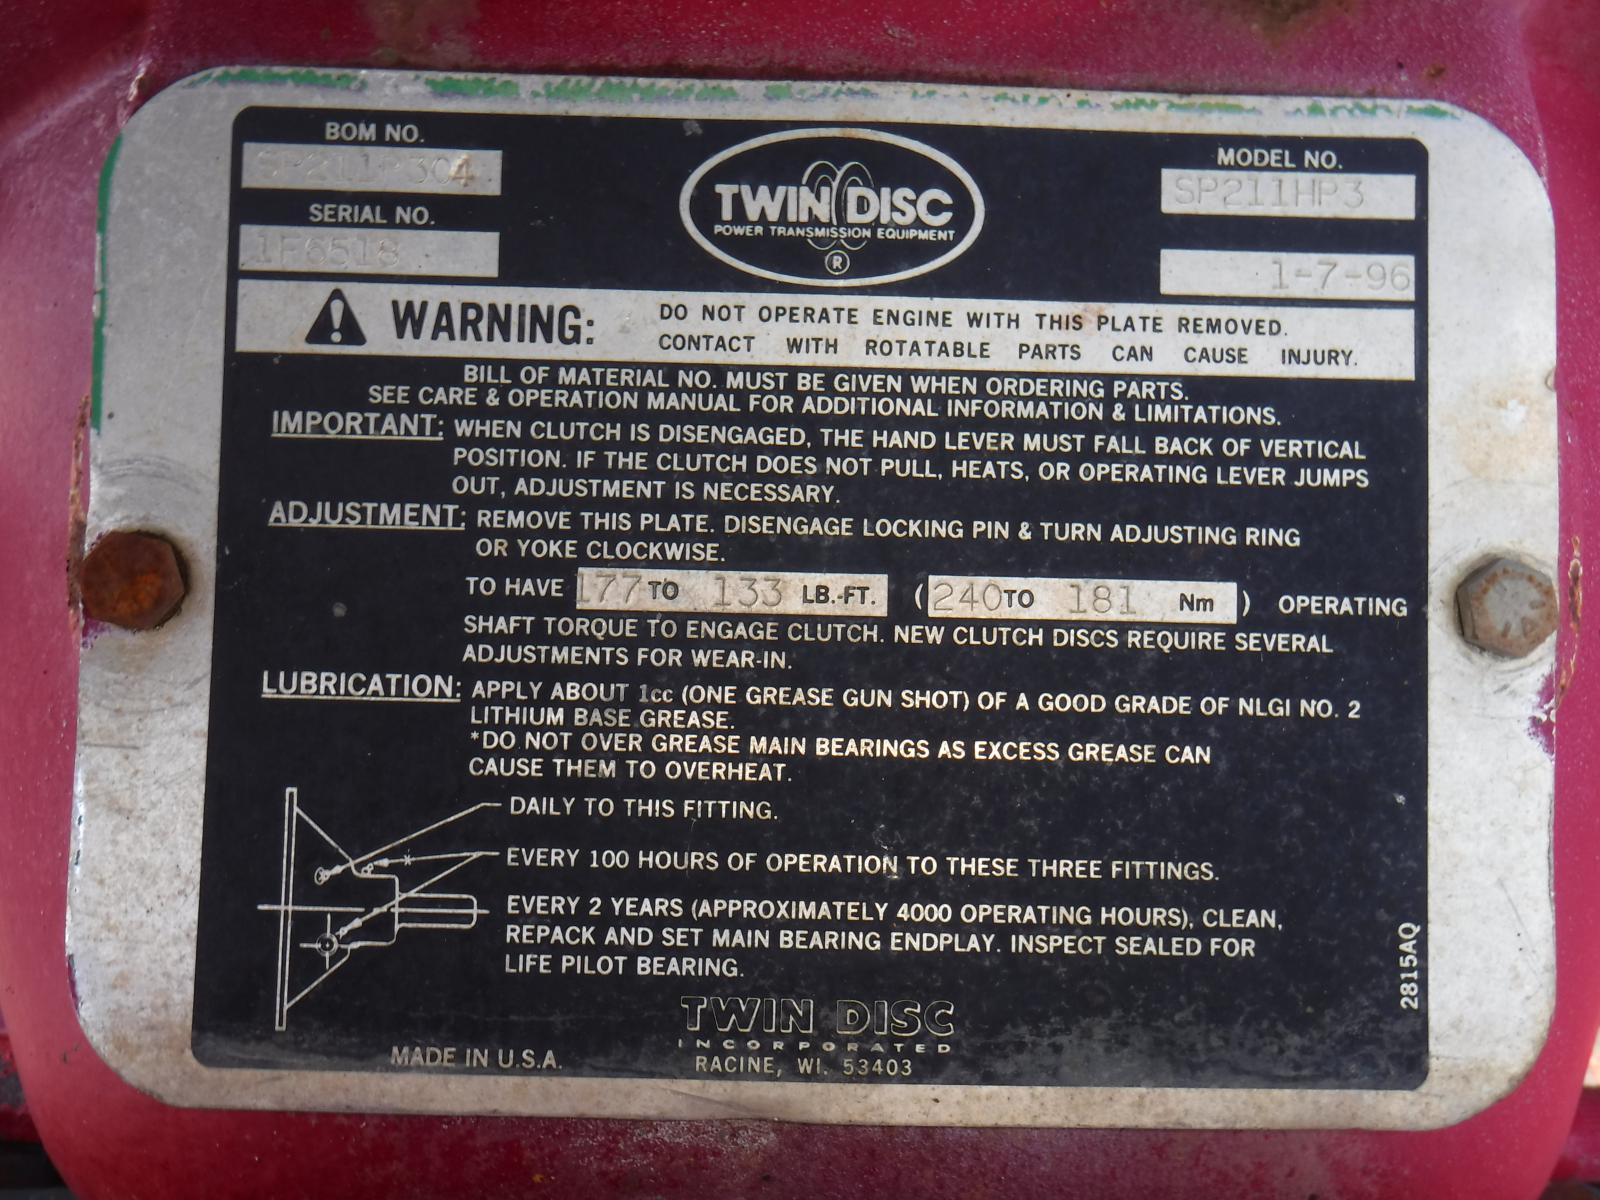 BOM NO.
SP211P304
SERIAL NO.
1F6518
TWIN DISC
POWER TRANSMISSION EQUIPMENT
®
MODEL NO.
SP211HP3
1-7-96
WARNING: DO NOT OPERATE ENGINE WITH THIS PLATE REMOVED.
CONTACT WITH ROTATABLE PARTS CAN CAUSE INJURY.
BILL OF MATERIAL NO. MUST BE GIVEN WHEN ORDERING PARTS.
SEE CARE & OPERATION MANUAL FOR ADDITIONAL INFORMATION & LIMITATIONS.
IMPORTANT: WHEN CLUTCH IS DISENGAGED, THE HAND LEVER MUST FALL BACK OF VERTICAL
POSITION. IF THE CLUTCH DOES NOT PULL, HEATS, OR OPERATING LEVER JUMPS
OUT, ADJUSTMENT IS NECESSARY.
ADJUSTMENT: REMOVE THIS PLATE. DISENGAGE LOCKING PIN & TURN ADJUSTING RING
OR YOKE CLOCKWISE.
TO HAVE 177 TO 133 LB.-FT. (240 TO 181 Nm) OPERATING
SHAFT TORQUE TO ENGAGE CLUTCH. NEW CLUTCH DISCS REQUIRE SEVERAL
ADJUSTMENTS FOR WEAR-IN.
LUBRICATION: APPLY ABOUT 1cc (ONE GREASE GUN SHOT) OF A GOOD GRADE OF NLGI NO. 2
LITHIUM BASE GREASE.
*DO NOT OVER GREASE MAIN BEARINGS AS EXCESS GREASE CAN
CAUSE THEM TO OVERHEAT.
DAILY TO THIS FITTING.
*
EVERY 100 HOURS OF OPERATION TO THESE THREE FITTINGS.
EVERY 2 YEARS (APPROXIMATELY 4000 OPERATING HOURS), CLEAN,
REPACK AND SET MAIN BEARING ENDPLAY. INSPECT SEALED FOR
LIFE PILOT BEARING.
2815AQ
TWIN DISC
INCORPORATED
MADE IN U.S.A.
RACINE, WI. 53403